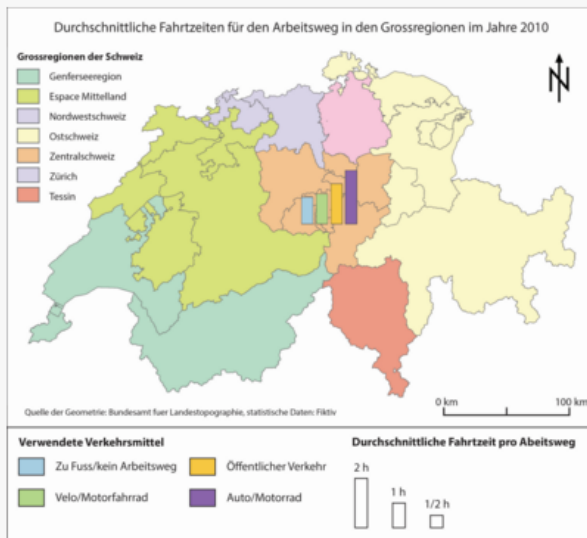 Durchschnittliche Fahrtzeiten für den Arbeitsweg in den Grossregionen im Jahre 2010
Grossregionen der Schweiz
Genferseeregion
Espace Mittelland
Nordwestschweiz
Ostschweiz
Zentralschweiz
Zürich
Tessin
N
0 km
100 km
Quelle der Geometrie: Bundesamt fuer Landestopographie, statistische Daten: Fiktiv
Verwendete Verkehrsmittel
Zu Fuss/kein Arbeitsweg
Öffentlicher Verkehr
Velo/Motorfahrrad
Auto/Motorrad
Durchschnittliche Fahrtzeit pro Abeitsweg
2 h
1 h
1/2 h